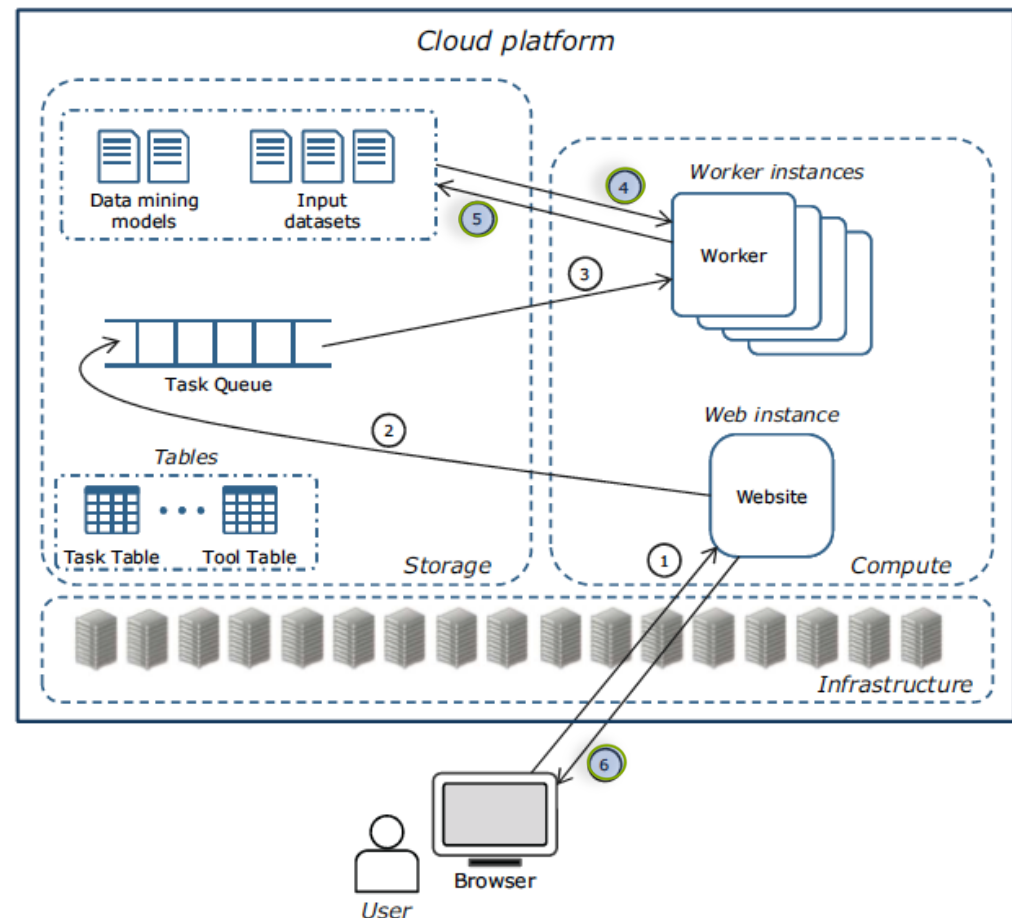 Cloud platform
Data mining
models
Input
datasets
4
5
Worker instances
Worker
3
Task Queue
2
Web instance
Website
Tables
Task Table
Tool Table
Storage
1
Compute
Infrastructure
6
Browser
User